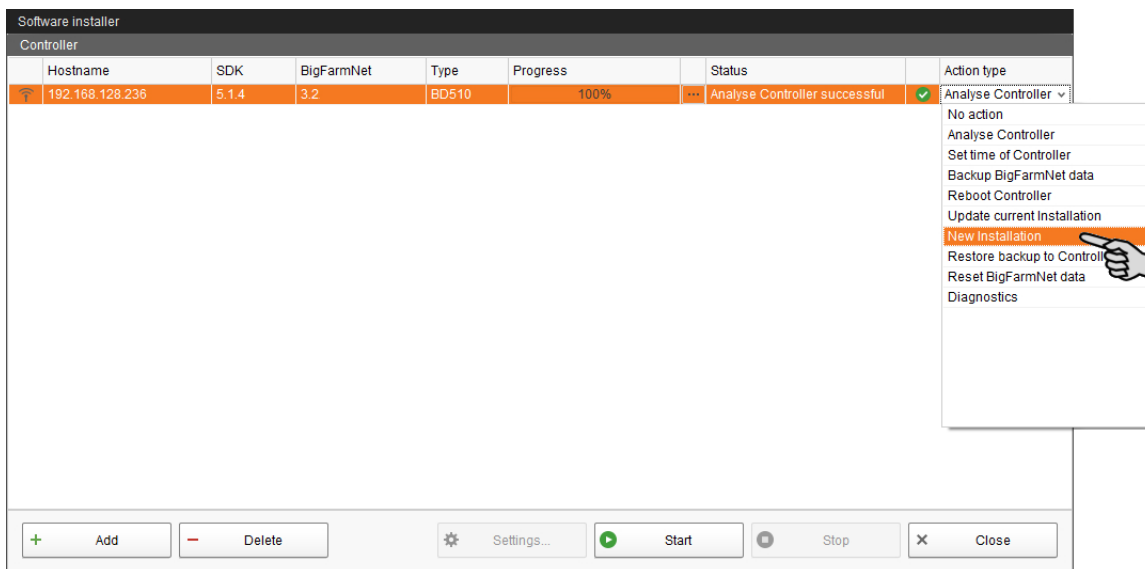 Software installer
Controller
Hostname SDK BigFarmNet Type Progress Status Action type
192.168.128.236 5.1.4 3.2 BD510 100% ... Analyse Controller successful Analyse Controller
No action
Analyse Controller
Set time of Controller
Backup BigFarmNet data
Reboot Controller
Update current Installation
New Installation
Restore backup to Controll
Reset BigFarmNet data
Diagnostics
Add Delete Settings... Start Stop Close